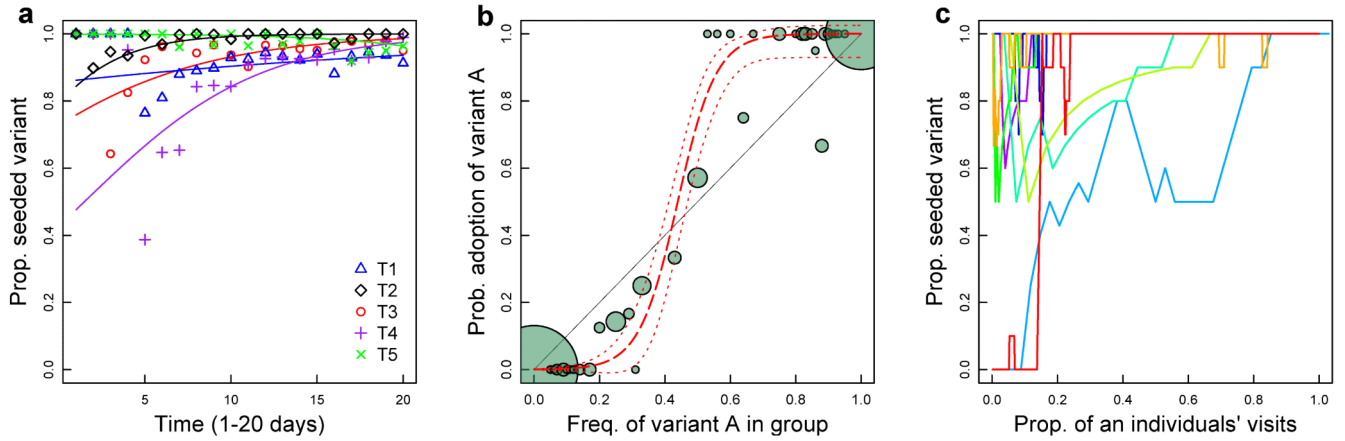 a
Prop. seeded variant
1.0
0.8
0.6
0.4
0.2
0.0
T1
T2
T3
T4
T5
5 10 15 20
Time (1-20 days)
b
Prob. adoption of variant A
1.0
0.8
0.6
0.4
0.2
0.0
0.0 0.2 0.4 0.6 0.8 1.0
Freq. of variant A in group
c
Prop. seeded variant
1.0
0.8
0.6
0.4
0.2
0.0
0.0 0.2 0.4 0.6 0.8 1.0
Prop. of an individuals' visits